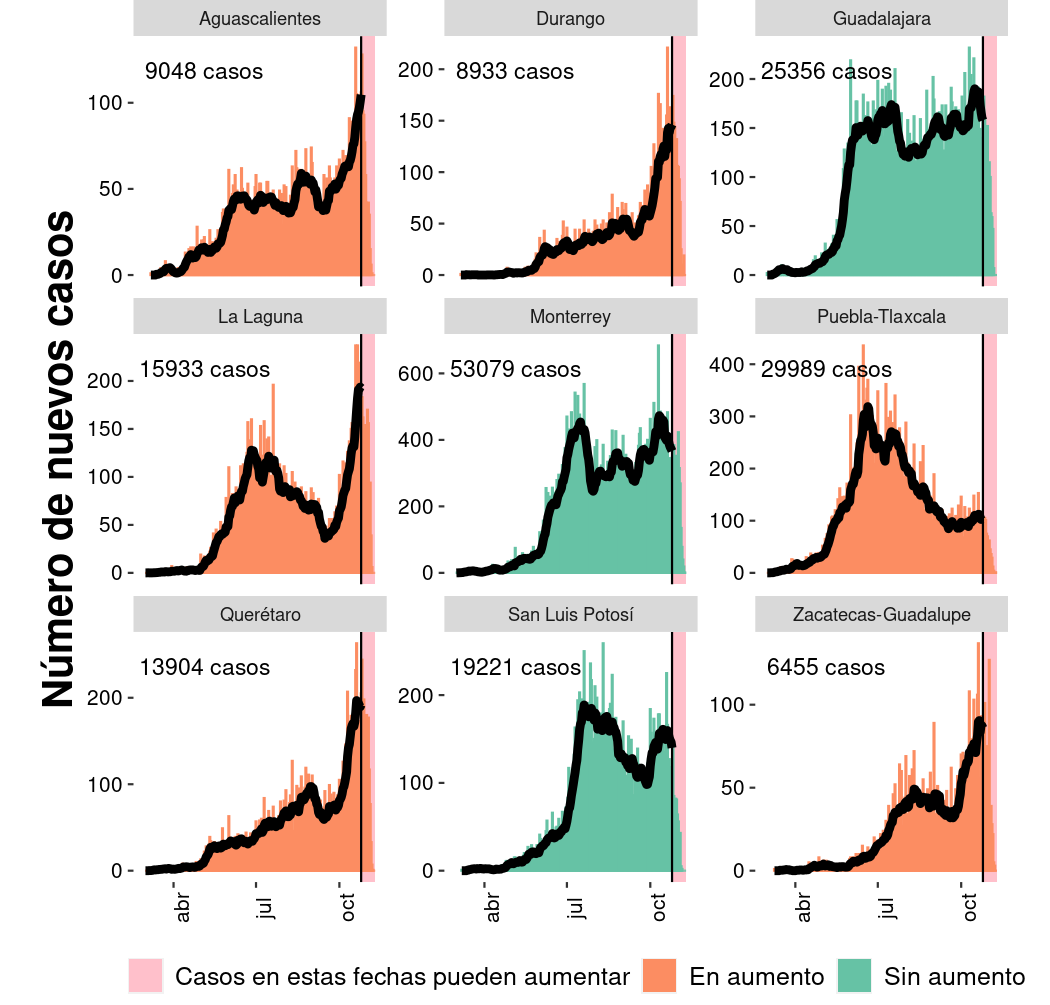 Número de nuevos casos
Aguascalientes
9048 casos
100
50
0
Durango
8933 casos
200
150
100
50
0
Guadalajara
25356 casos
200
150
100
50
0
La Laguna
15933 casos
200
150
100
50
0
Monterrey
53079 casos
600
400
200
0
Puebla-Tlaxcala
29989 casos
400
300
200
100
0
Querétaro
13904 casos
200
100
0
abr
jul
oct
San Luis Potosí
19221 casos
200
100
0
abr
jul
oct
Zacatecas-Guadalupe
6455 casos
100
50
0
abr
jul
oct
Casos en estas fechas pueden aumentar
En aumento
Sin aumento